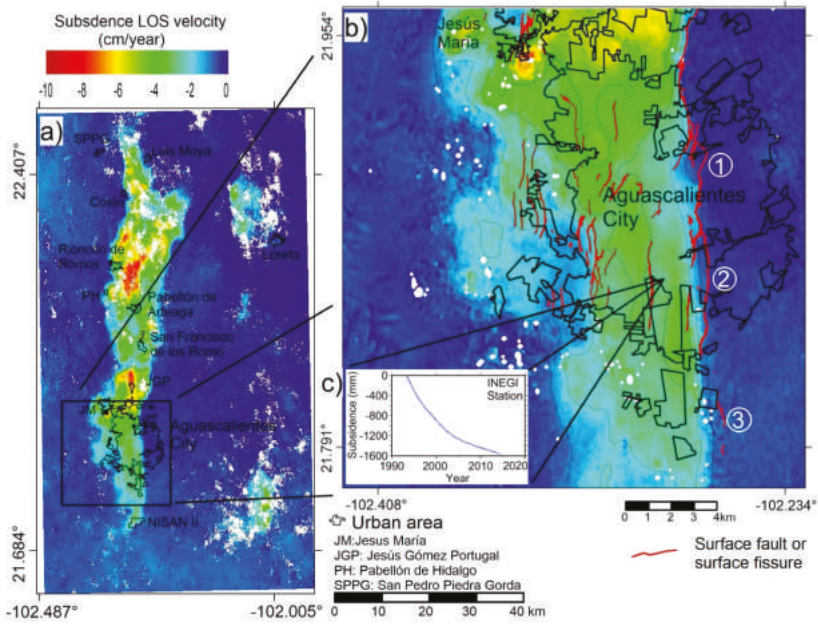 Subsdence LOS velocity
(cm/year)
-10 -8 -6 -4 -2 0
a)
SPPG
Luis Moya
22.407°
Cosio
Rioncón de
Romos
Loreto
PH
Pabellón de
Arteaga
San Francisco
de los Romo
JGP
JM
Aguascalientes
City
NISAN II
21.684°
-102.487°
-102.005°
b)
21.954°
Jesús
María
1
Aguascalientes
City
2
3
21.791°
-102.408°
-102.234°
c)
INEGI
Station
Subsidence (mm)
0
-400
-800
-1200
-1600
1990 2000 2010 2020
Year
0 1 2 3 4km
Urban area
JM:Jesus María
JGP: Jesús Gómez Portugal
PH: Pabellón de Hidalgo
SPPG: San Pedro Piedra Gorda
0 10 20 30 40 km
Surface fault or
surface fissure